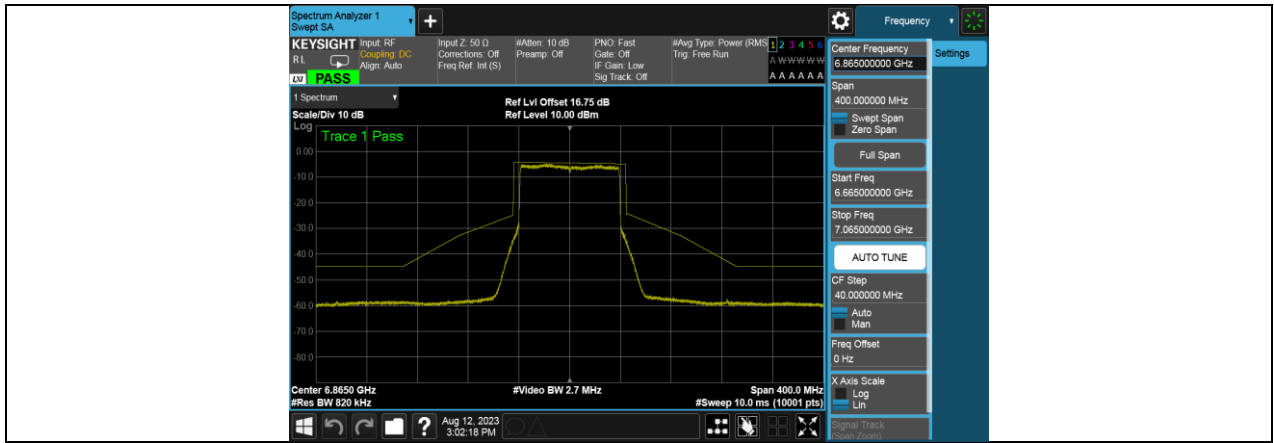 Spectrum Analyzer 1
Swept SA
Frequency
KEYSIGHT
R L
LXI
PASS
Input: RF
Coupling: DC
Align: Auto
Input Z: 50 Ω
Corrections: Off
Freq Ref: Int (S)
#Atten: 10 dB
Preamp: Off
PNO: Fast
Gate: Off
IF Gain: Low
Sig Track: Off
#Avg Type: Power (RMS
Trig: Free Run
1 2 3 4 5 6
A W W W W W
A A A A A A
1 Spectrum
Scale/Div 10 dB
Ref Lvl Offset 16.75 dB
Ref Level 10.00 dBm
Log
Trace 1 Pass
0.00
-10.0
-20.0
-30.0
-40.0
-50.0
-60.0
-70.0
-80.0
Center 6.8650 GHz
#Res BW 820 kHz
#Video BW 2.7 MHz
Span 400.0 MHz
#Sweep 10.0 ms (10001 pts)
Aug 12, 2023
3:02:18 PM
Settings
Center Frequency
6.865000000 GHz
Span
400.000000 MHz
Swept Span
Zero Span
Full Span
Start Freq
6.665000000 GHz
Stop Freq
7.065000000 GHz
AUTO TUNE
CF Step
40.000000 MHz
Auto
Man
Freq Offset
0 Hz
X Axis Scale
Log
Lin
Signal Track
(Span Zoom)